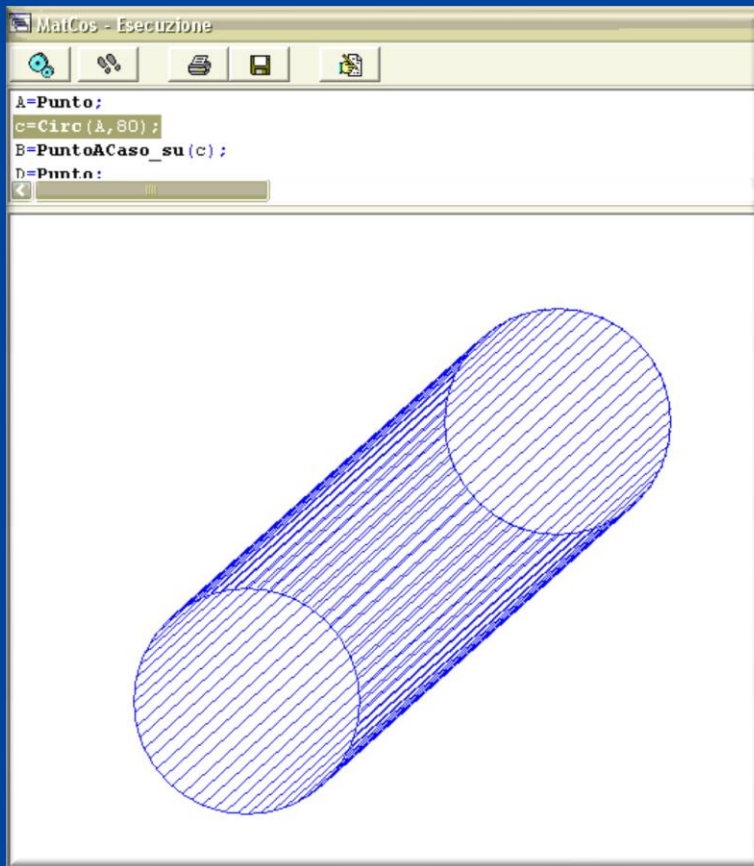 MatCos - Esecuzione
A=Punto;
c=Circ(A,80);
B=PuntoACaso_su(c);
D=Punto;